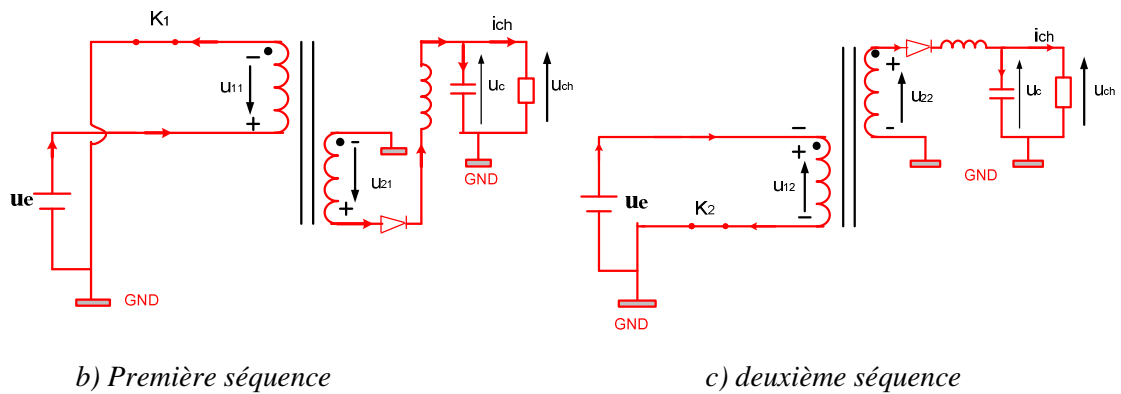 K1
ich
u11
uc
uch
u21
ue
GND
GND
ich
u22
uc
uch
u12
ue
K2
GND
GND
b) Première séquence
c) deuxième séquence